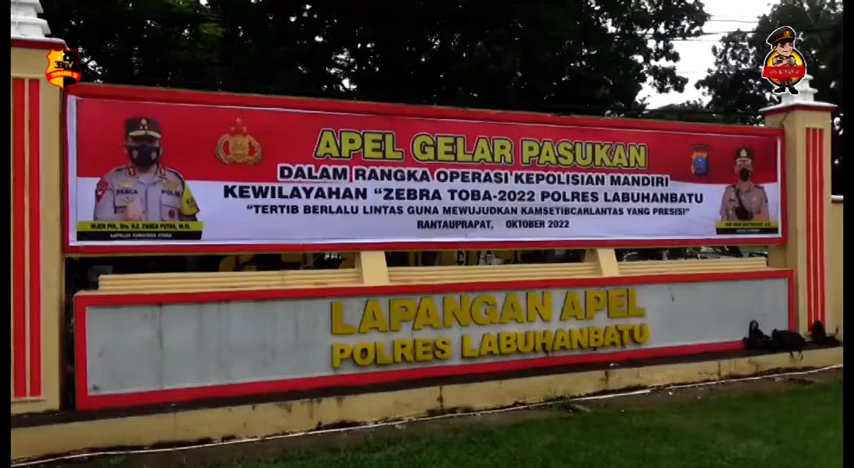 APEL GELAR PASUKAN
DALAM RANGKA OPERASI KEPOLISIAN MANDIRI
KEWILAYAHAN "ZEBRA TOBA-2022 POLRES LABUHANBATU
"TERTIB BERLALU LINTAS GUNA MEWUJUDKAN KAMSETIBCARLANTAS YANG PRESISI"
RANTAUPRAPAT, OKTOBER 2022
LAPANGAN APEL
POLRES LABUHANBATU